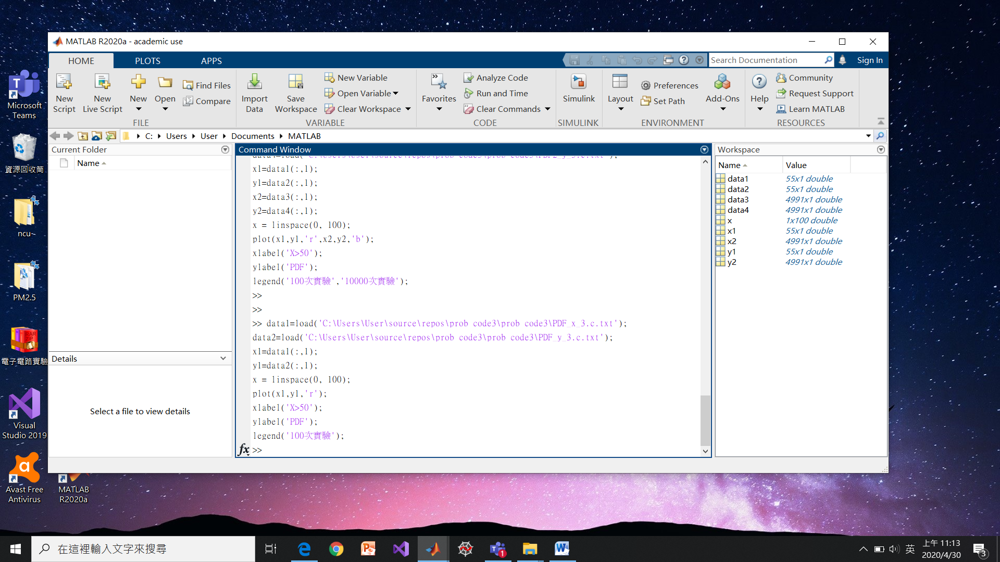 MATLAB R2020a - academic use
HOME
PLOTS
APPS
Search Documentation
Sign In
New Script
New Live Script
New
Open
Find Files
Compare
FILE
Import Data
Save Workspace
New Variable
Open Variable
Clear Workspace
VARIABLE
Favorites
Analyze Code
Run and Time
Clear Commands
CODE
Simulink
SIMULINK
Layout
Preferences
Set Path
Add-Ons
ENVIRONMENT
Help
Community
Request Support
Learn MATLAB
RESOURCES
C: Users User Documents MATLAB
Current Folder
Name
Details
Select a file to view details
Command Window
x1=data1(:,1);
y1=data2(:,1);
x2=data3(:,1);
y2=data4(:,1);
x = linspace(0, 100);
plot(x1,y1,'r',x2,y2,'b');
xlabel('X>50');
ylabel('PDF');
legend('100次實驗','10000次實驗');
>>
>>
>> data1=load('C:\Users\User\source\repos\prob code3\prob code3\PDF_x_3.c.txt');
data2=load('C:\Users\User\source\repos\prob code3\prob code3\PDF_y_3.c.txt');
x1=data1(:,1);
y1=data2(:,1);
x = linspace(0, 100);
plot(x1,y1,'r');
xlabel('X>50');
ylabel('PDF');
legend('100次實驗');
fx >>
Workspace
Name Value
data1 55x1 double
data2 55x1 double
data3 4991x1 double
data4 4991x1 double
x 1x100 double
x1 55x1 double
x2 4991x1 double
y1 55x1 double
y2 4991x1 double
Microsoft Teams
資源回收筒
ncu~
PM2.5
電子電路實驗
Visual Studio 2019
Avast Free Antivirus
MATLAB R2020a
在這裡輸入文字來搜尋
1
英
上午 11:13
2020/4/30
3